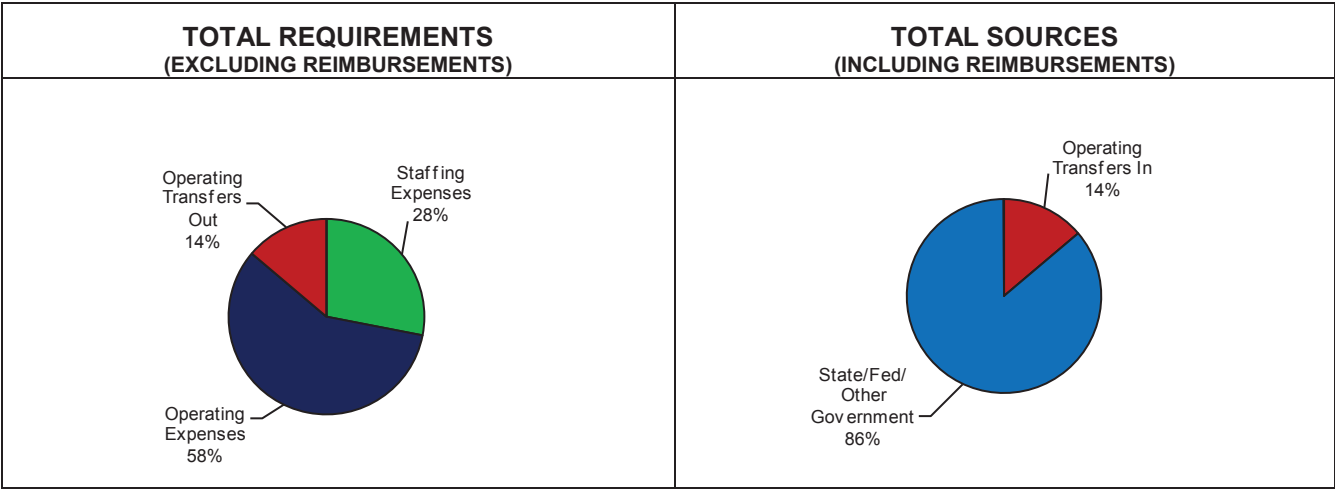 TOTAL REQUIREMENTS
(EXCLUDING REIMBURSEMENTS)
TOTAL SOURCES
(INCLUDING REIMBURSEMENTS)
Operating
Transfers
Out
14%
Staffing
Expenses
28%
Operating
Expenses
58%
Operating
Transfers In
14%
State/Fed/
Other
Government
86%